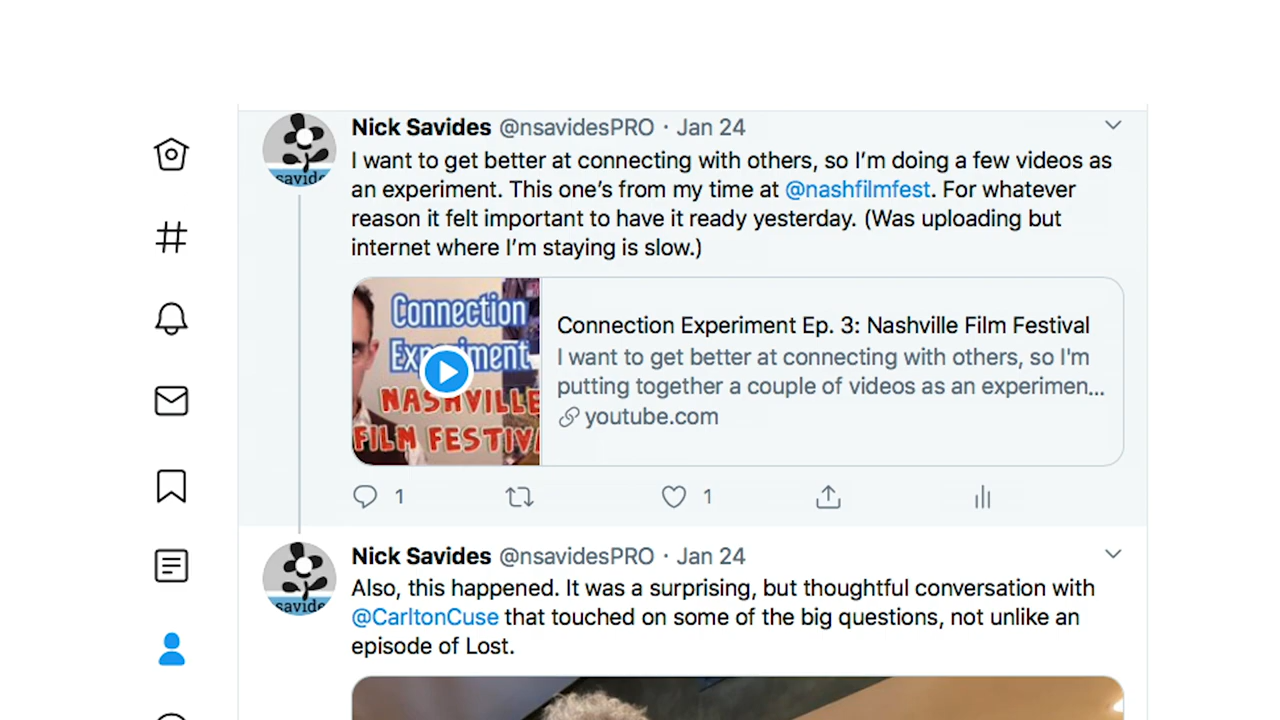 Nick Savides @nsavidesPRO · Jan 24
I want to get better at connecting with others, so I’m doing a few videos as
an experiment. This one’s from my time at @nashfilmfest. For whatever
reason it felt important to have it ready yesterday. (Was uploading but
internet where I’m staying is slow.)
Connection
Experiment
NASHVILLE
FILM FESTIV
Connection Experiment Ep. 3: Nashville Film Festival
I want to get better at connecting with others, so I'm
putting together a couple of videos as an experimen...
youtube.com
1 1
Nick Savides @nsavidesPRO · Jan 24
Also, this happened. It was a surprising, but thoughtful conversation with
@CarltonCuse that touched on some of the big questions, not unlike an
episode of Lost.
savide
savide